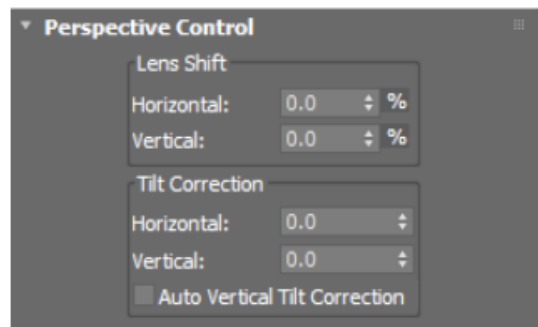 Perspective Control
Lens Shift
Horizontal: 0.0 %
Vertical: 0.0 %
Tilt Correction
Horizontal: 0.0
Vertical: 0.0
Auto Vertical Tilt Correction